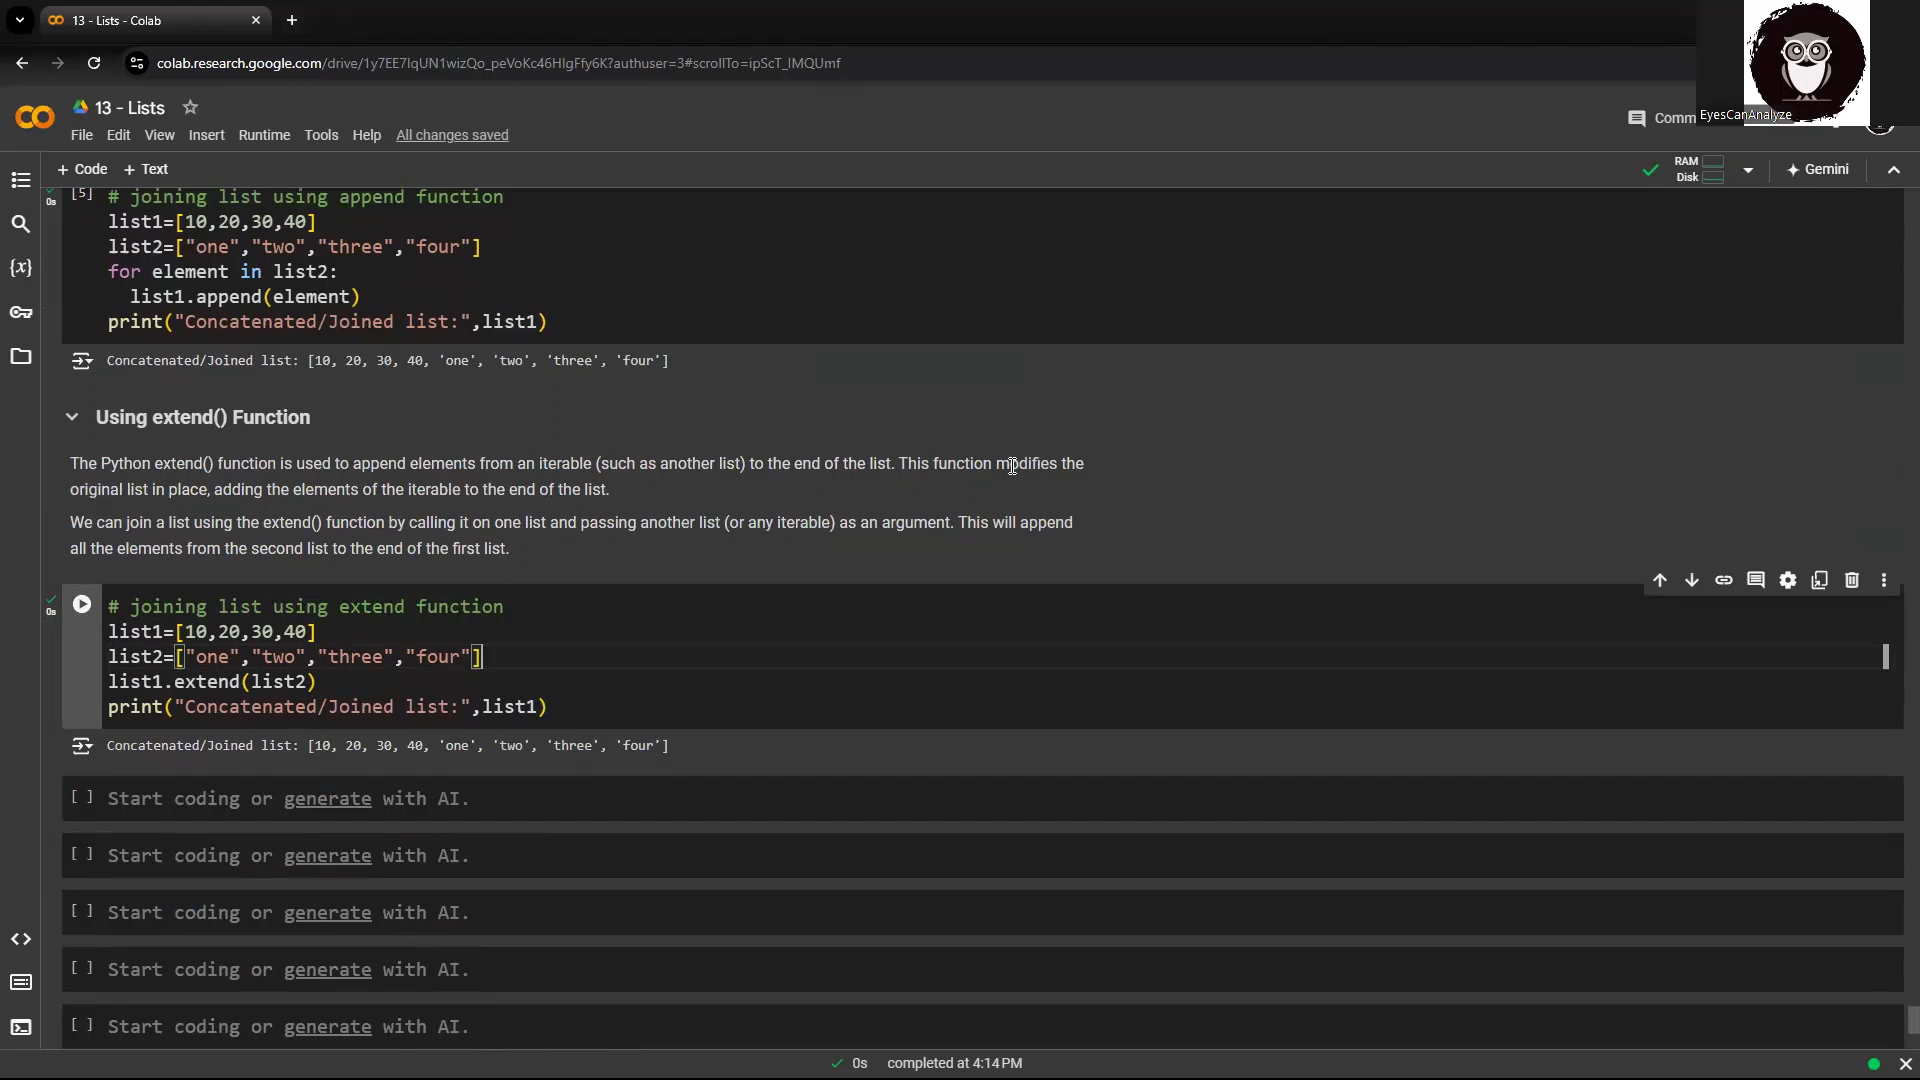 13 - Lists - Colab
colab.research.google.com/drive/1y7EE7lqUN1wizQo_peVoKc46HIgFfy6K?authuser=3#scrollTo=ipScT_lMQUmf
13 - Lists
Comm
EyesCanAnalyze
File Edit View Insert Runtime Tools Help All changes saved
+ Code + Text
RAM
Disk
Gemini
[5] # joining list using append function
0s
list1=[10,20,30,40]
list2=["one","two","three","four"]
for element in list2:
list1.append(element)
print("Concatenated/Joined list:",list1)
Concatenated/Joined list: [10, 20, 30, 40, 'one', 'two', 'three', 'four']
Using extend() Function
The Python extend() function is used to append elements from an iterable (such as another list) to the end of the list. This function modifies the
original list in place, adding the elements of the iterable to the end of the list.
We can join a list using the extend() function by calling it on one list and passing another list (or any iterable) as an argument. This will append
all the elements from the second list to the end of the first list.
0s
# joining list using extend function
list1=[10,20,30,40]
list2=["one","two","three","four"]
list1.extend(list2)
print("Concatenated/Joined list:",list1)
Concatenated/Joined list: [10, 20, 30, 40, 'one', 'two', 'three', 'four']
[ ] Start coding or generate with AI.
[ ] Start coding or generate with AI.
[ ] Start coding or generate with AI.
[ ] Start coding or generate with AI.
[ ] Start coding or generate with AI.
0s completed at 4:14 PM